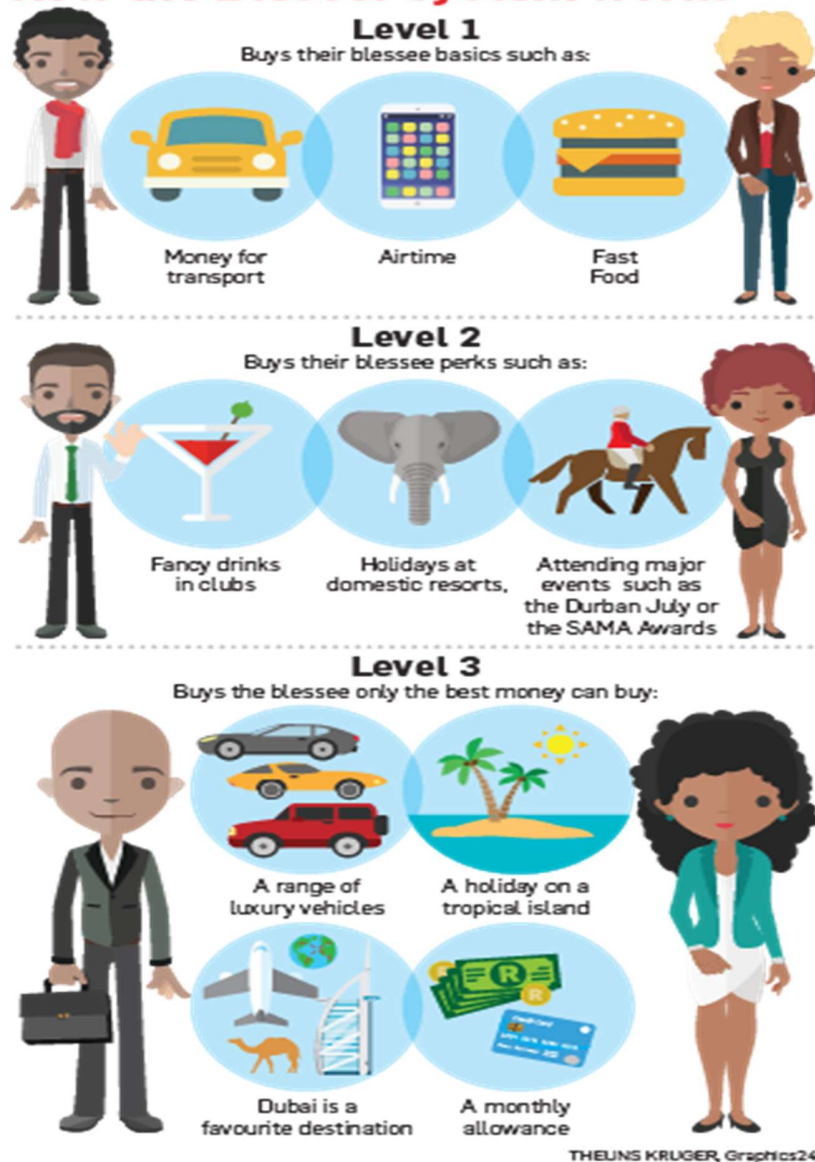 Level 1
Buys their blessee basics such as:
Money for
transport
Airtime
Fast
Food
Level 2
Buys their blessee perks such as:
Fancy drinks
in clubs
Holidays at
domestic resorts,
Attending major
events such as
the Durban July or
the SAMA Awards
Level 3
Buys the blessee only the best money can buy:
A range of
luxury vehicles
A holiday on a
tropical island
R
R
R
Dubai is a
favourite destination
A monthly
allowance
THEUNS KRUGER, Graphics24